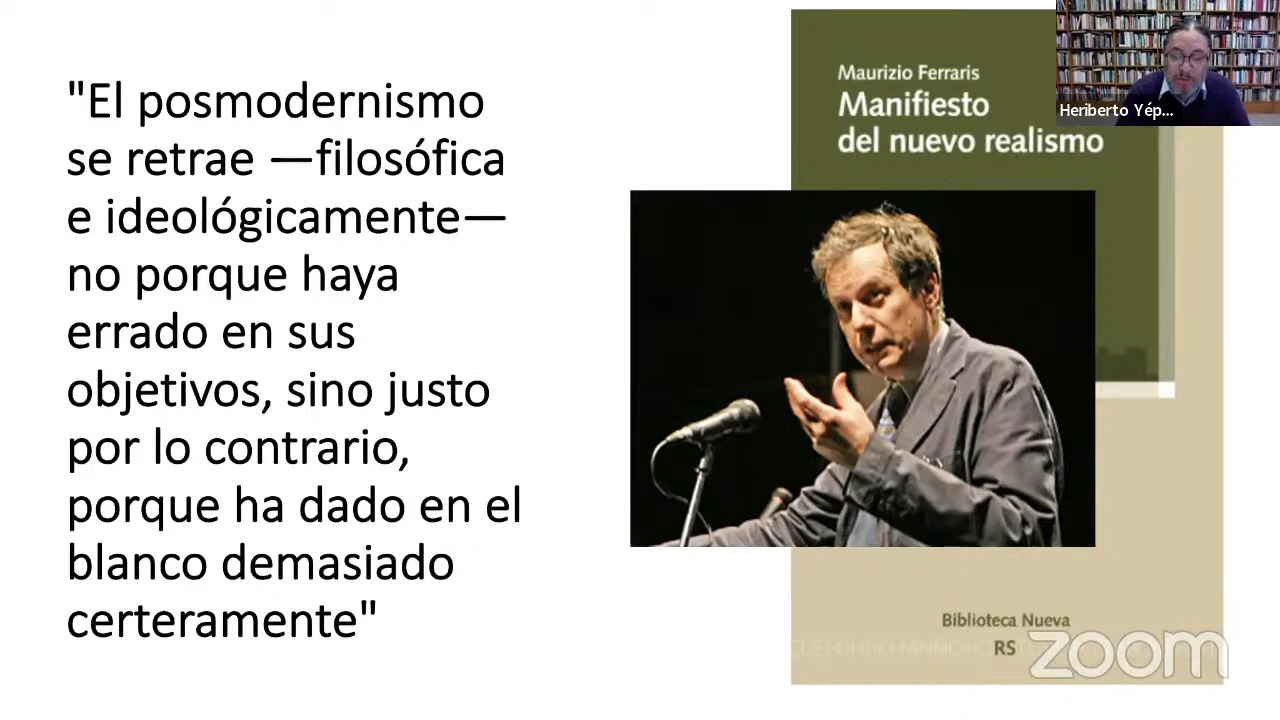 "El posmodernismo
se retrae —filosófica
e ideológicamente—
no porque haya
errado en sus
objetivos, sino justo
por lo contrario,
porque ha dado en el
blanco demasiado
certeramente"
Maurizio Ferraris
Manifiesto
del nuevo realismo
Heriberto Yép...
Biblioteca Nueva
RS
zoom